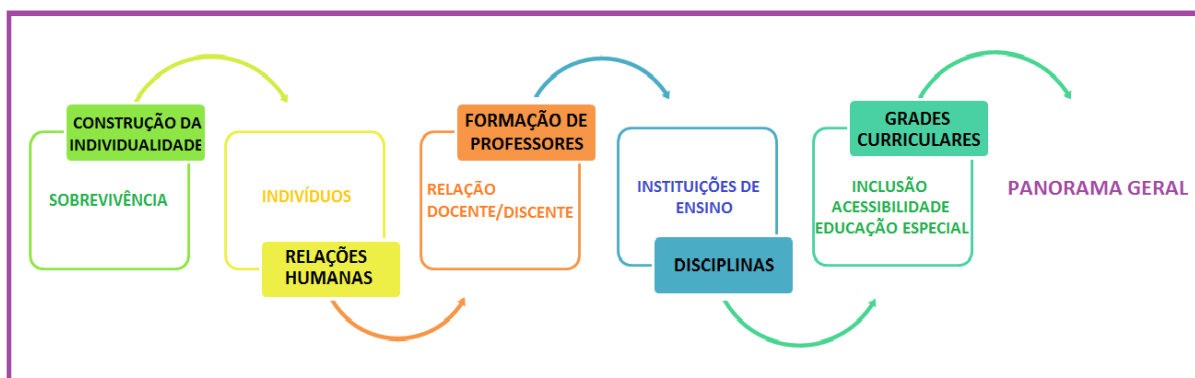 CONSTRUÇÃO DA
INDIVIDUALIDADE
SOBREVIVÊNCIA
INDIVÍDUOS
RELAÇÕES
HUMANAS
FORMAÇÃO DE
PROFESSORES
RELAÇÃO
DOCENTE/DISCENTE
INSTITUIÇÕES DE
ENSINO
DISCIPLINAS
GRADES
CURRICULARES
INCLUSÃO
ACESSIBILIDADE
EDUCAÇÃO ESPECIAL
PANORAMA GERAL